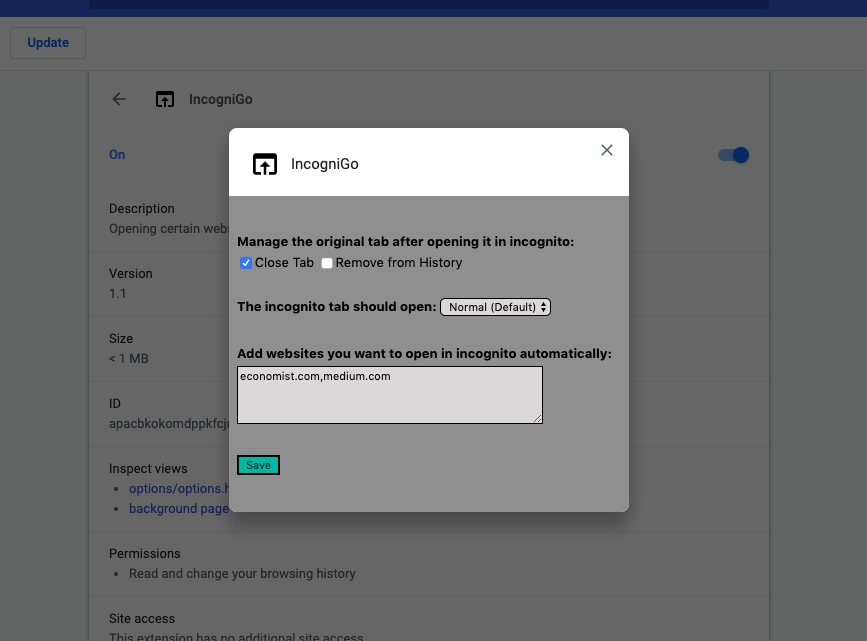 Update
IncogniGo
On
Description
Opening certain
Version
1.1
Size
< 1 MB
ID
apacbkokomdppkfcj
Inspect views
options/options.h
background page
Permissions
Read and change your browsing history
Site access
This extension has no additional site access
IncogniGo
Manage the original tab after opening it in incognito:
Close Tab Remove from History
The incognito tab should open: Normal (Default)
Add websites you want to open in incognito automatically:
economist.com,medium.com
Save